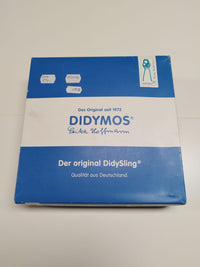 Das Original seit 1972
DIDYMOS®
Erika Hoffmann
Der original DidySling®
Qualität aus Deutschland.